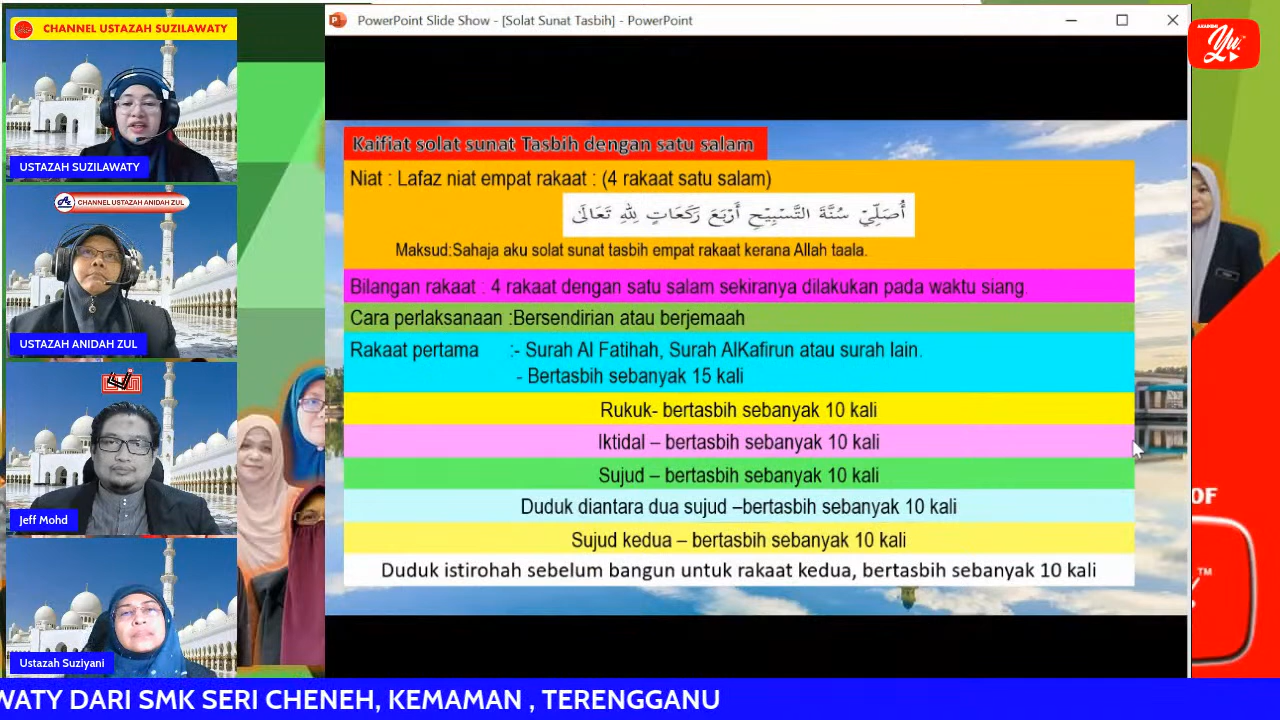 CHANNEL USTAZAH SUZILAWATY
USTAZAH SUZILAWATY
CHANNEL USTAZAH ANIDAH ZUL
USTAZAH ANIDAH ZUL
Jeff Mohd
Ustazah Suziyani
PowerPoint Slide Show - [Solat Sunat Tasbih] - PowerPoint
Kaifiat solat sunat Tasbih dengan satu salam
Niat : Lafaz niat empat rakaat : (4 rakaat satu salam)
أُصَلِّيْ سُنَّةَ التَّسْبِيْحِ أَرْبَعَ رَكَعَاتٍ لِلَّهِ تَعَالَىٰ
Maksud:Sahaja aku solat sunat tasbih empat rakaat kerana Allah taala.
Bilangan rakaat : 4 rakaat dengan satu salam sekiranya dilakukan pada waktu siang.
Cara perlaksanaan :Bersendirian atau berjemaah
Rakaat pertama :- Surah Al Fatihah, Surah AlKafirun atau surah lain.
- Bertasbih sebanyak 15 kali
Rukuk- bertasbih sebanyak 10 kali
Iktidal – bertasbih sebanyak 10 kali
Sujud – bertasbih sebanyak 10 kali
Duduk diantara dua sujud –bertasbih sebanyak 10 kali
Sujud kedua – bertasbih sebanyak 10 kali
Duduk istirohah sebelum bangun untuk rakaat kedua, bertasbih sebanyak 10 kali
Yu
OF
TM
WATY DARI SMK SERI CHENEH, KEMAMAN , TERENGGANU